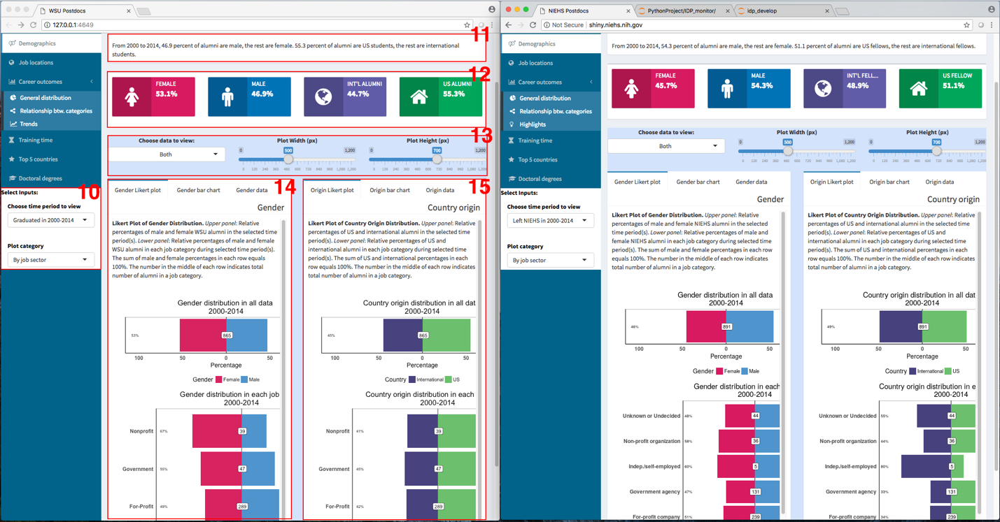 WSU Postdocs
127.0.0.1:4649
Demographics
Job locations
Career outcomes
General distribution
Relationship btw. categories
Trends
Training time
Top 5 countries
Doctoral degrees
10
Select Inputs:
Choose time period to view
Graduated in 2000-2014
Plot category
By job sector
11
From 2000 to 2014, 46.9 percent of alumni are male, the rest are female. 55.3 percent of alumni are US students, the rest are international
students.
12
FEMALE
53.1%
MALE
46.9%
INT'L ALUMNI
44.7%
US ALUMNI
55.3%
13
Choose data to view:
Both
Plot Width (px)
0 500 1,200
0 120 240 360 480 600 720 840 960 1,080 1,200
Plot Height (px)
0 700 1,200
0 120 240 360 480 600 720 840 960 1,080 1,200
14
Gender Likert plot Gender bar chart Gender data
Gender
Likert Plot of Gender Distribution. Upper panel: Relative
percentages of male and female WSU alumni in the selected
time period(s). Lower panel: Relative percentages of male and female
WSU alumni in each job category during selected time period(s).
The sum of male and female percentages in each row equals
100%. The number in the middle of each row indicates total
number of alumni in a job category.
Gender distribution in all data
2000-2014
53% 865
100 50 0 50
Percentage
Gender Female Male
Gender distribution in each job
2000-2014
Nonprofit 67% 39
Government 55% 47
For-Profit 49% 289
15
Origin Likert plot Origin bar chart Origin data
Country origin
Likert Plot of Country Origin Distribution. Upper panel: Relative
percentages of US and international alumni in the selected
time period(s). Lower panel: Relative percentages of US and
international alumni in each job category during selected time
period(s). The sum of US and international percentages in each
row equals 100%. The number in the middle of each row indicates
total number of alumni in a job category.
Country origin distribution in all dat
2000-2014
45% 865
100 50 0 50
Percentage
Country International US
Country origin distribution in each
2000-2014
Nonprofit 41% 39
Government 45% 47
For-Profit 42% 289
NIEHS Postdocs
PythonProject/IDP_monitor/
idp_develop
Not Secure shiny.niehs.nih.gov
Demographics
Job locations
Career outcomes
General distribution
Relationship btw. categories
Highlights
Training time
Top 5 countries
Doctoral degrees
Select Inputs:
Choose time period to view
Left NIEHS in 2000-2014
Plot category
By job sector
From 2000 to 2014, 54.3 percent of alumni are male, the rest are female. 51.1 percent of alumni are US fellows, the rest are international fellows.
FEMALE
45.7%
MALE
54.3%
INT'L FELL...
48.9%
US FELLOW
51.1%
Choose data to view:
Both
Plot Width (px)
0 500 1,200
0 120 240 360 480 600 720 840 960 1,080 1,200
Plot Height (px)
0 700 1,200
0 120 240 360 480 600 720 840 960 1,080 1,200
Gender Likert plot Gender bar chart Gender data
Gender
Likert Plot of Gender Distribution. Upper panel: Relative
percentages of male and female NIEHS alumni in the selected
time period(s). Lower panel: Relative percentages of male and
female NIEHS alumni in each job category during selected time
period(s). The sum of male and female percentages in each row
equals 100%. The number in the middle of each row indicates
total number of alumni in a job category.
Gender distribution in all data
2000-2014
46% 891
100 50 0 50
Percentage
Gender Female Male
Gender distribution in each
2000-2014
Unknown or Undecided 48% 44
Non-profit organization 58% 36
Indep./self-employed 60% 5
Government agency 47% 131
For-profit company 51% 239
Origin Likert plot Origin bar chart Origin data
Country origin
Likert Plot of Country Origin Distribution. Upper panel: Relative
percentages of US and international alumni in the selected
time period(s). Lower panel: Relative percentages of US and
international alumni in each job category during selected time
period(s). The sum of US and international percentages in each
row equals 100%. The number in the middle of each row indicates
total number of alumni in a job category.
Country origin distribution in all dat
2000-2014
49% 891
100 50 0 50
Percentage
Country International US
Country origin distribution in e
2000-2014
Unknown or Undecided 55% 44
Non-profit organization 44% 36
Indep./self-employed 80% 5
Government agency 33% 131
For-profit company 34% 239